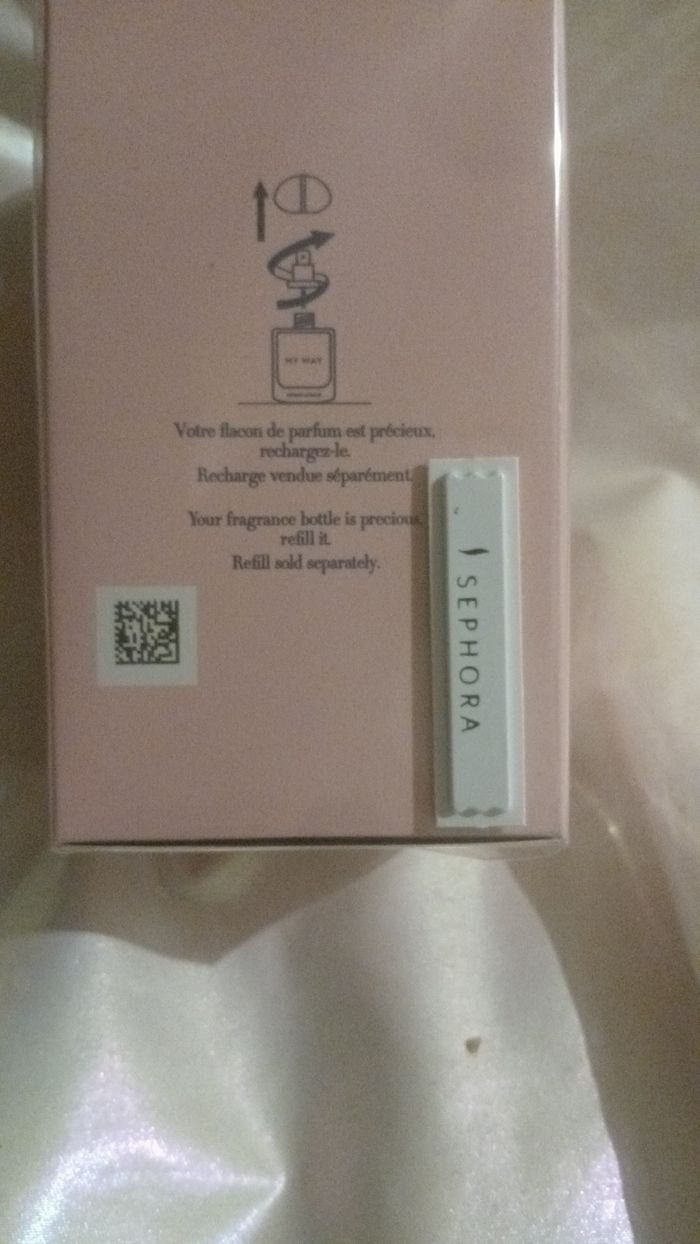 MY WAY
Votre flacon de parfum est précieux,
rechargez-le.
Recharge vendue séparément.
Your fragrance bottle is precious,
refill it.
Refill sold separately.
SEPHORA